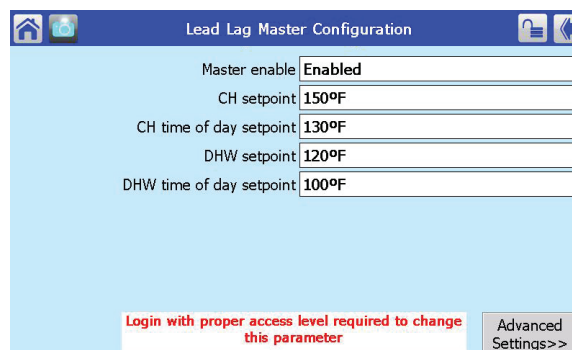 Lead Lag Master Configuration
Master enable Enabled
CH setpoint 150ºF
CH time of day setpoint 130ºF
DHW setpoint 120ºF
DHW time of day setpoint 100ºF
Login with proper access level required to change
this parameter
Advanced
Settings>>